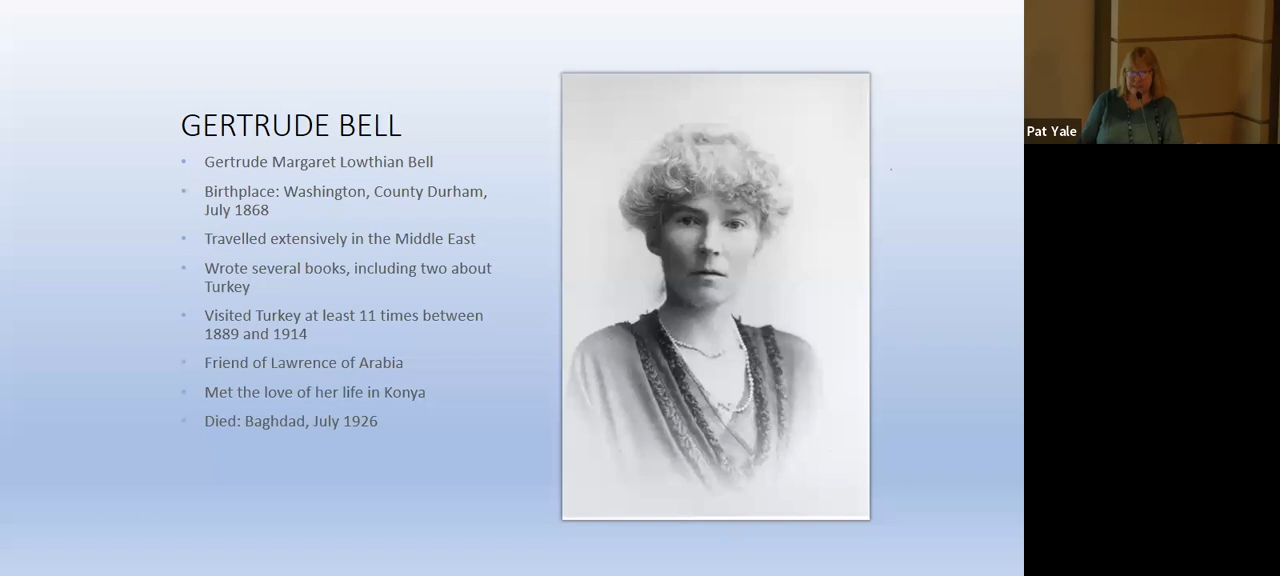 GERTRUDE BELL
• Gertrude Margaret Lowthian Bell
• Birthplace: Washington, County Durham,
July 1868
• Travelled extensively in the Middle East
• Wrote several books, including two about
Turkey
• Visited Turkey at least 11 times between
1889 and 1914
• Friend of Lawrence of Arabia
• Met the love of her life in Konya
• Died: Baghdad, July 1926
Pat Yale